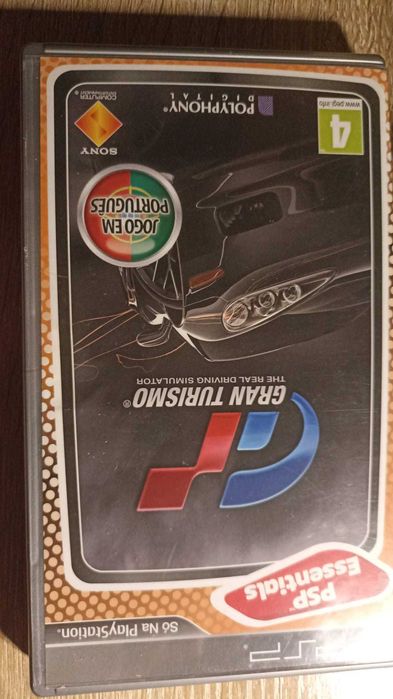 PSP
Só Na PlayStation.
PSP™
Essentials
GT
GRAN TURISMO®
THE REAL DRIVING SIMULATOR
JOGO EM
PORTUGUÊS
4
www.pegi.info
POLYPHONY®
DIGITAL
SONY
COMPUTER
ENTERTAINMENT®